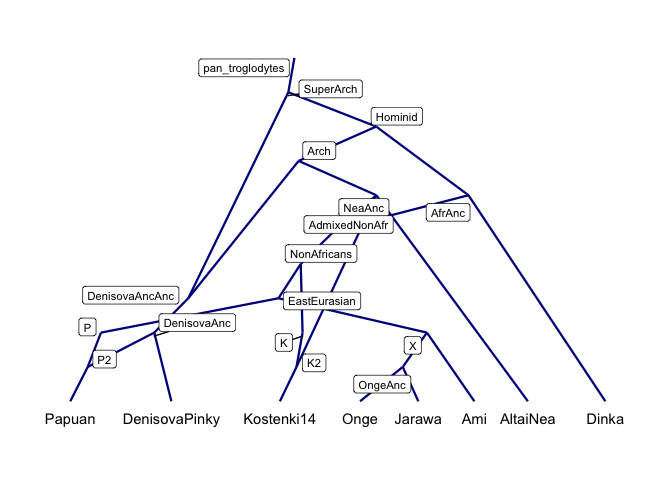 pan_troglodytes
SuperArch
Hominid
Arch
NeaAnc
AfrAnc
AdmixedNonAfr
NonAfricans
DenisovaAncAnc
EastEurasian
P
DenisovaAnc
K
X
P2
K2
OngeAnc
Papuan DenisovaPinky Kostenki14 Onge Jarawa Ami AltaiNea Dinka